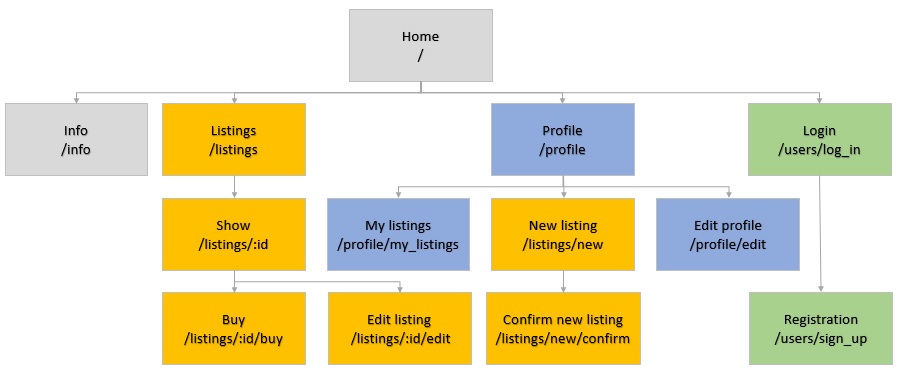 Home
/
Info
/info
Listings
/listings
Profile
/profile
Login
/users/log_in
Show
/listings/:id
My listings
/profile/my_listings
New listing
/listings/new
Edit profile
/profile/edit
Buy
/listings/:id/buy
Edit listing
/listings/:id/edit
Confirm new listing
/listings/new/confirm
Registration
/users/sign_up